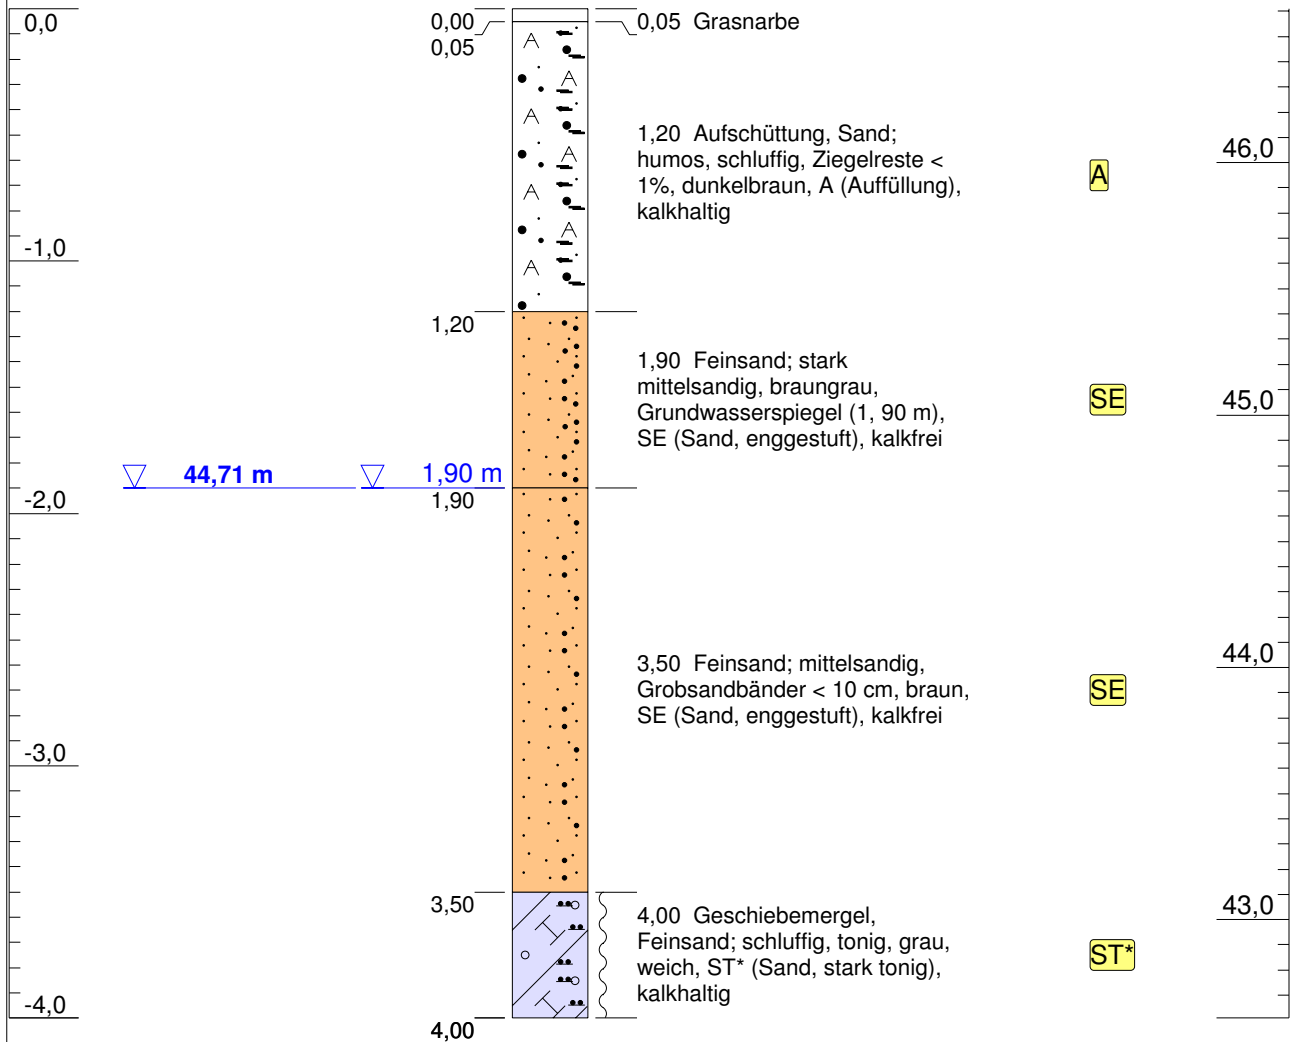 0,0
0,00
0,05 Grasnarbe
0,05
1,20 Aufschüttung, Sand;
humos, schluffig, Ziegelreste <
1%, dunkelbraun, A (Auffüllung),
kalkhaltig
A
46,0
-1,0
1,20
1,90 Feinsand; stark
mittelsandig, braungrau,
Grundwasserspiegel (1, 90 m),
SE (Sand, enggestuft), kalkfrei
SE
45,0
44,71 m
1,90 m
1,90
-2,0
3,50 Feinsand; mittelsandig,
Grobsandbänder < 10 cm, braun,
SE (Sand, enggestuft), kalkfrei
SE
44,0
-3,0
3,50
4,00 Geschiebemergel,
Feinsand; schluffig, tonig, grau,
weich, ST* (Sand, stark tonig),
kalkhaltig
ST*
43,0
-4,0
4,00